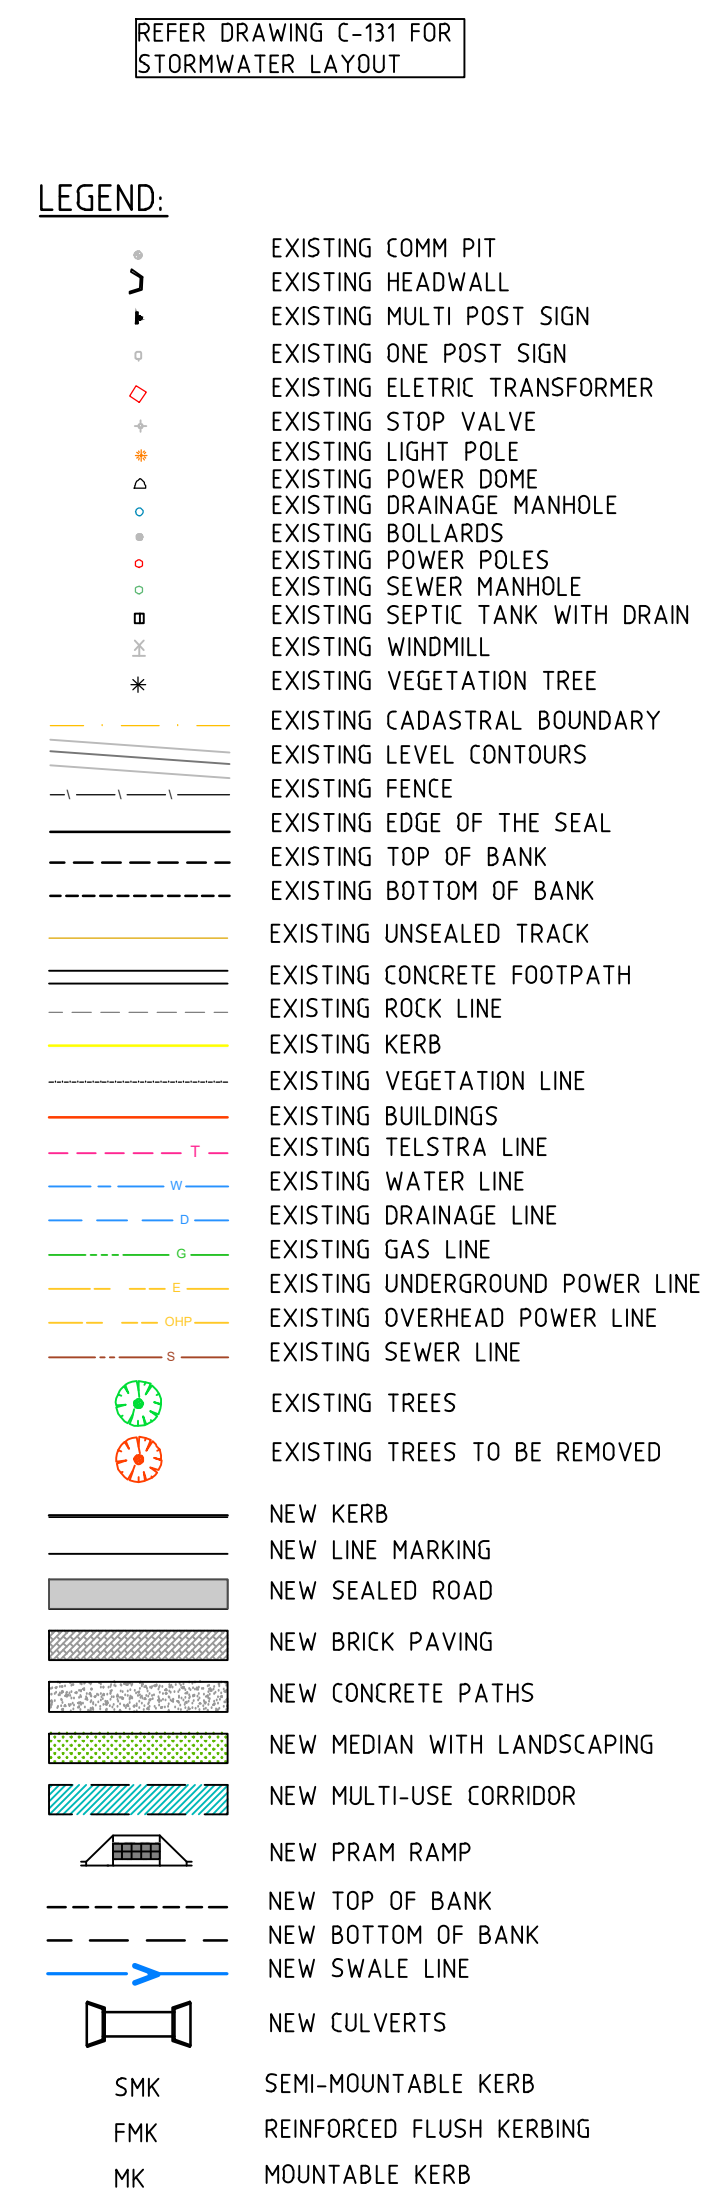 REFER DRAWING C-131 FOR
STORMWATER LAYOUT
LEGEND:
EXISTING COMM PIT
EXISTING HEADWALL
EXISTING MULTI POST SIGN
EXISTING ONE POST SIGN
EXISTING ELETRIC TRANSFORMER
EXISTING STOP VALVE
EXISTING LIGHT POLE
EXISTING POWER DOME
EXISTING DRAINAGE MANHOLE
EXISTING BOLLARDS
EXISTING POWER POLES
EXISTING SEWER MANHOLE
EXISTING SEPTIC TANK WITH DRAIN
EXISTING WINDMILL
EXISTING VEGETATION TREE
EXISTING CADASTRAL BOUNDARY
EXISTING LEVEL CONTOURS
EXISTING FENCE
EXISTING EDGE OF THE SEAL
EXISTING TOP OF BANK
EXISTING BOTTOM OF BANK
EXISTING UNSEALED TRACK
EXISTING CONCRETE FOOTPATH
EXISTING ROCK LINE
EXISTING KERB
EXISTING VEGETATION LINE
EXISTING BUILDINGS
T EXISTING TELSTRA LINE
W EXISTING WATER LINE
D EXISTING DRAINAGE LINE
G EXISTING GAS LINE
E EXISTING UNDERGROUND POWER LINE
OHP EXISTING OVERHEAD POWER LINE
S EXISTING SEWER LINE
EXISTING TREES
EXISTING TREES TO BE REMOVED
NEW KERB
NEW LINE MARKING
NEW SEALED ROAD
NEW BRICK PAVING
NEW CONCRETE PATHS
NEW MEDIAN WITH LANDSCAPING
NEW MULTI-USE CORRIDOR
NEW PRAM RAMP
NEW TOP OF BANK
NEW BOTTOM OF BANK
NEW SWALE LINE
NEW CULVERTS
SMK SEMI-MOUNTABLE KERB
FMK REINFORCED FLUSH KERBING
MK MOUNTABLE KERB